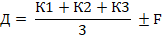 Д = (К1 + К2 + К3) / 3 ± F